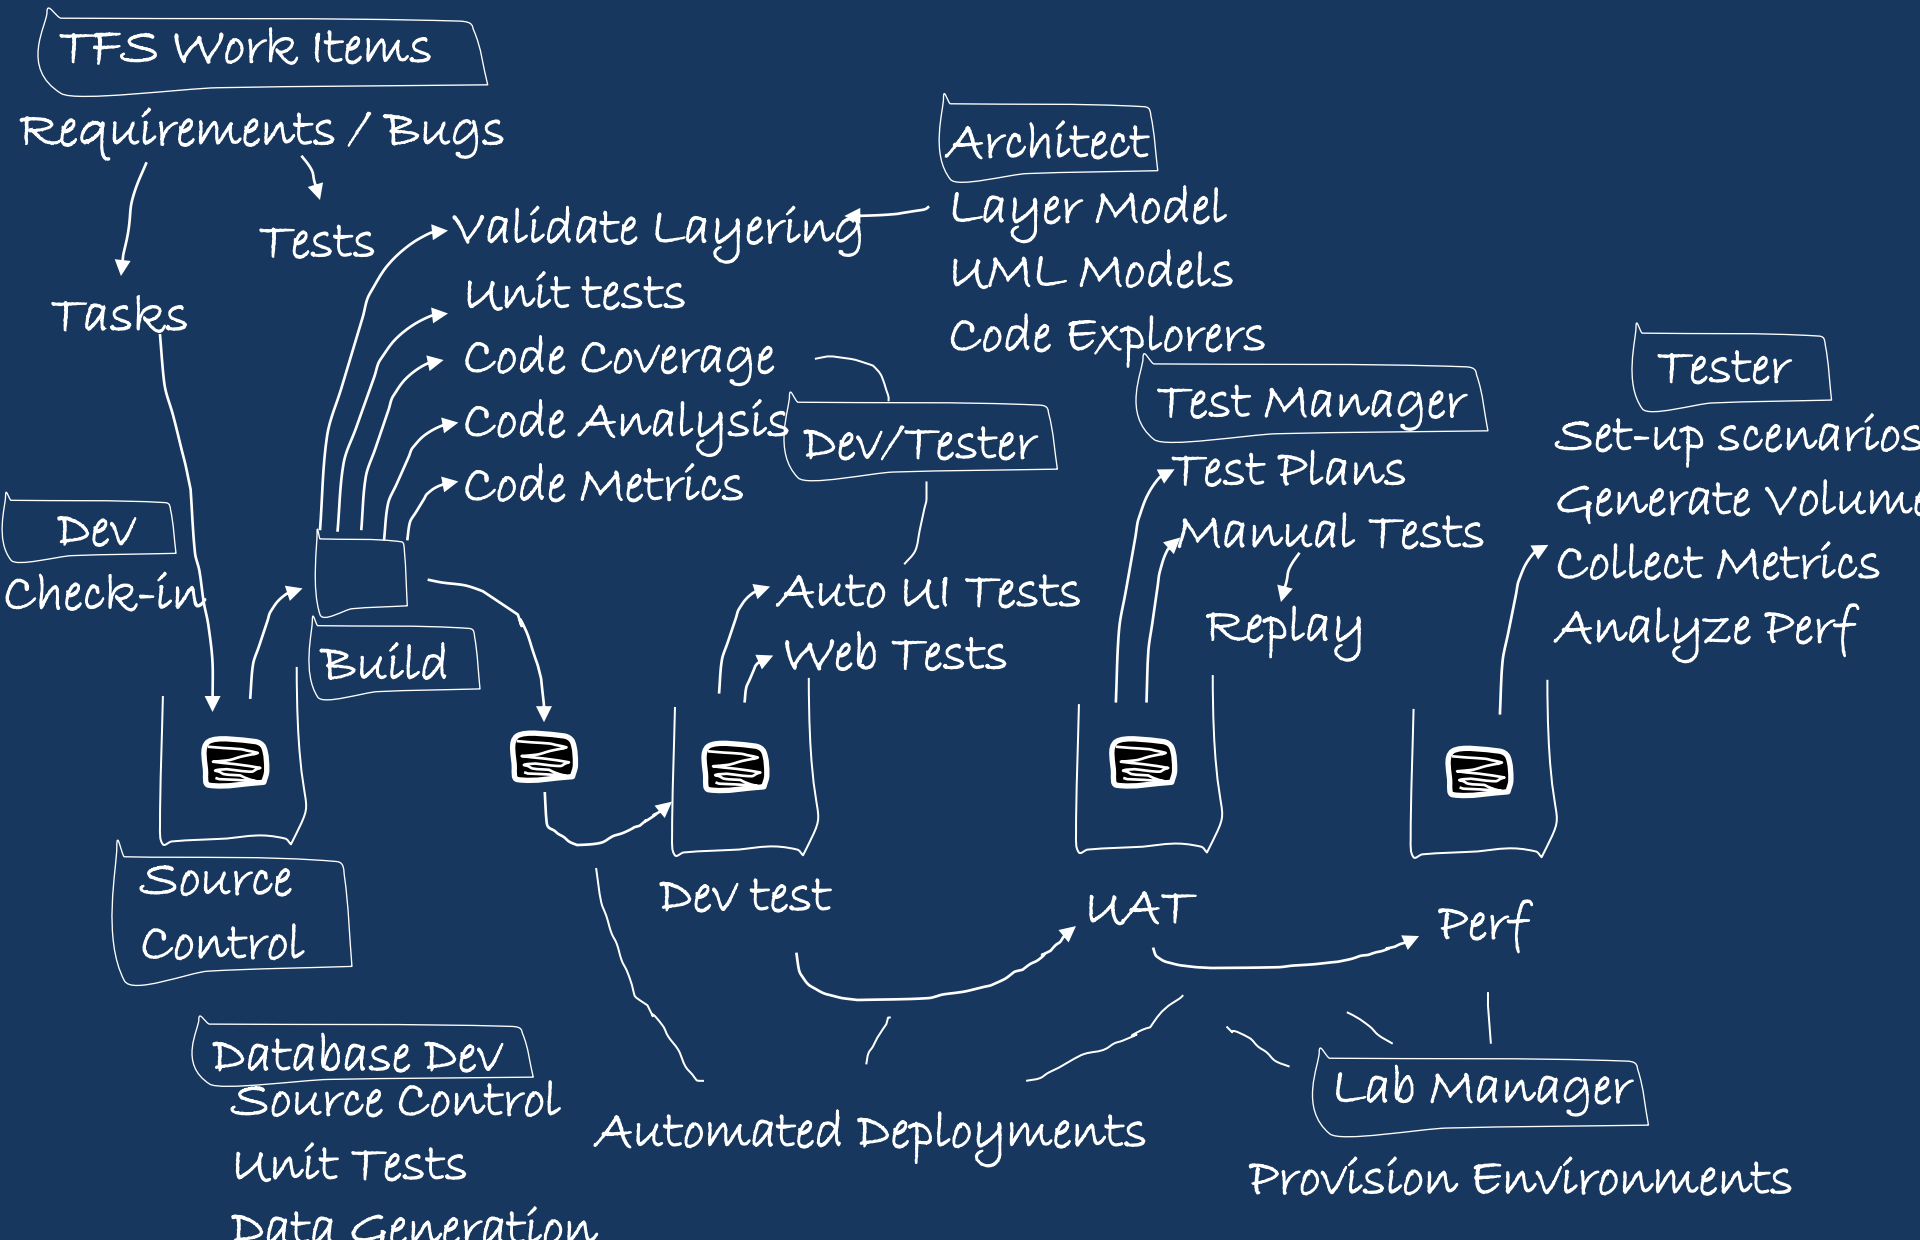 TFS Work Items
Requirements / Bugs
Tests
Tasks
Dev
Check-in
Source
Control
Build
Validate Layering
Unit tests
Code Coverage
Code Analysis
Code Metrics
Architect
Layer Model
UML Models
Code Explorers
Dev/Tester
Auto UI Tests
Web Tests
Dev test
Test Manager
Test Plans
Manual Tests
Replay
UAT
Tester
Set-up scenarios
Generate Volume
Collect Metrics
Analyze Perf
Perf
Database Dev
Source Control
Unit Tests
Data Generation
Automated Deployments
Lab Manager
Provision Environments